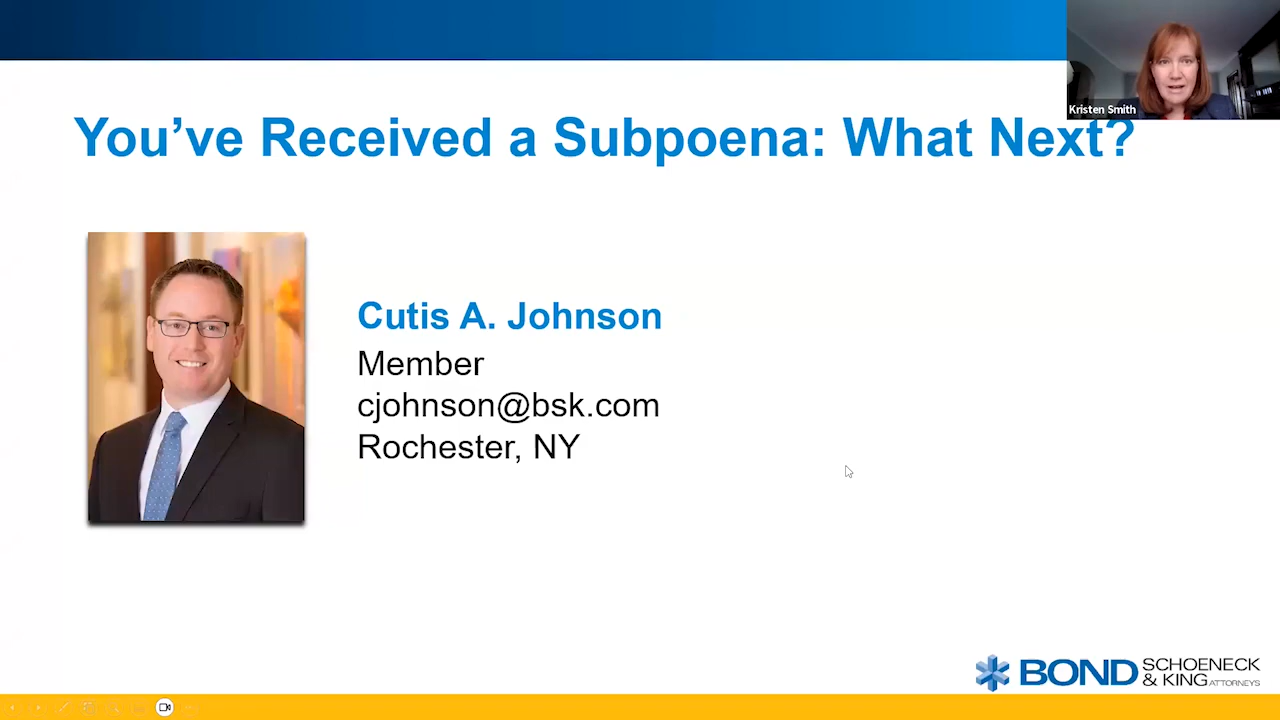 Kristen Smith
You've Received a Subpoena: What Next?
Cutis A. Johnson
Member
cjohnson@bsk.com
Rochester, NY
BOND SCHOENECK
& KING ATTORNEYS